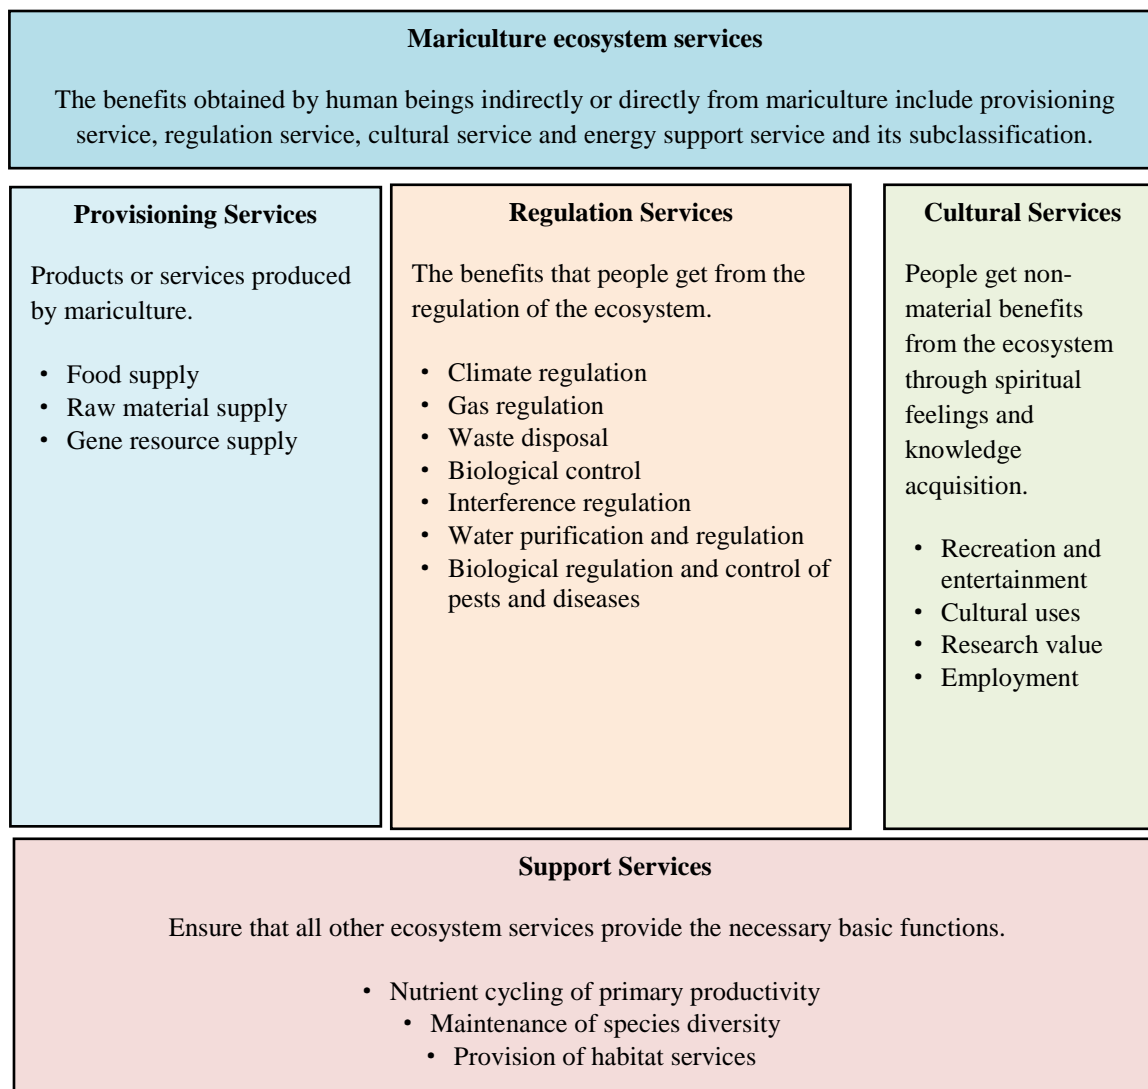 Mariculture ecosystem services
The benefits obtained by human beings indirectly or directly from mariculture include provisioning
service, regulation service, cultural service and energy support service and its subclassification.
Provisioning Services
Products or services produced
by mariculture.
• Food supply
• Raw material supply
• Gene resource supply
Regulation Services
The benefits that people get from the
regulation of the ecosystem.
• Climate regulation
• Gas regulation
• Waste disposal
• Biological control
• Interference regulation
• Water purification and regulation
• Biological regulation and control of
pests and diseases
Cultural Services
People get non-
material benefits
from the ecosystem
through spiritual
feelings and
knowledge
acquisition.
• Recreation and
entertainment
• Cultural uses
• Research value
• Employment
Support Services
Ensure that all other ecosystem services provide the necessary basic functions.
• Nutrient cycling of primary productivity
• Maintenance of species diversity
• Provision of habitat services